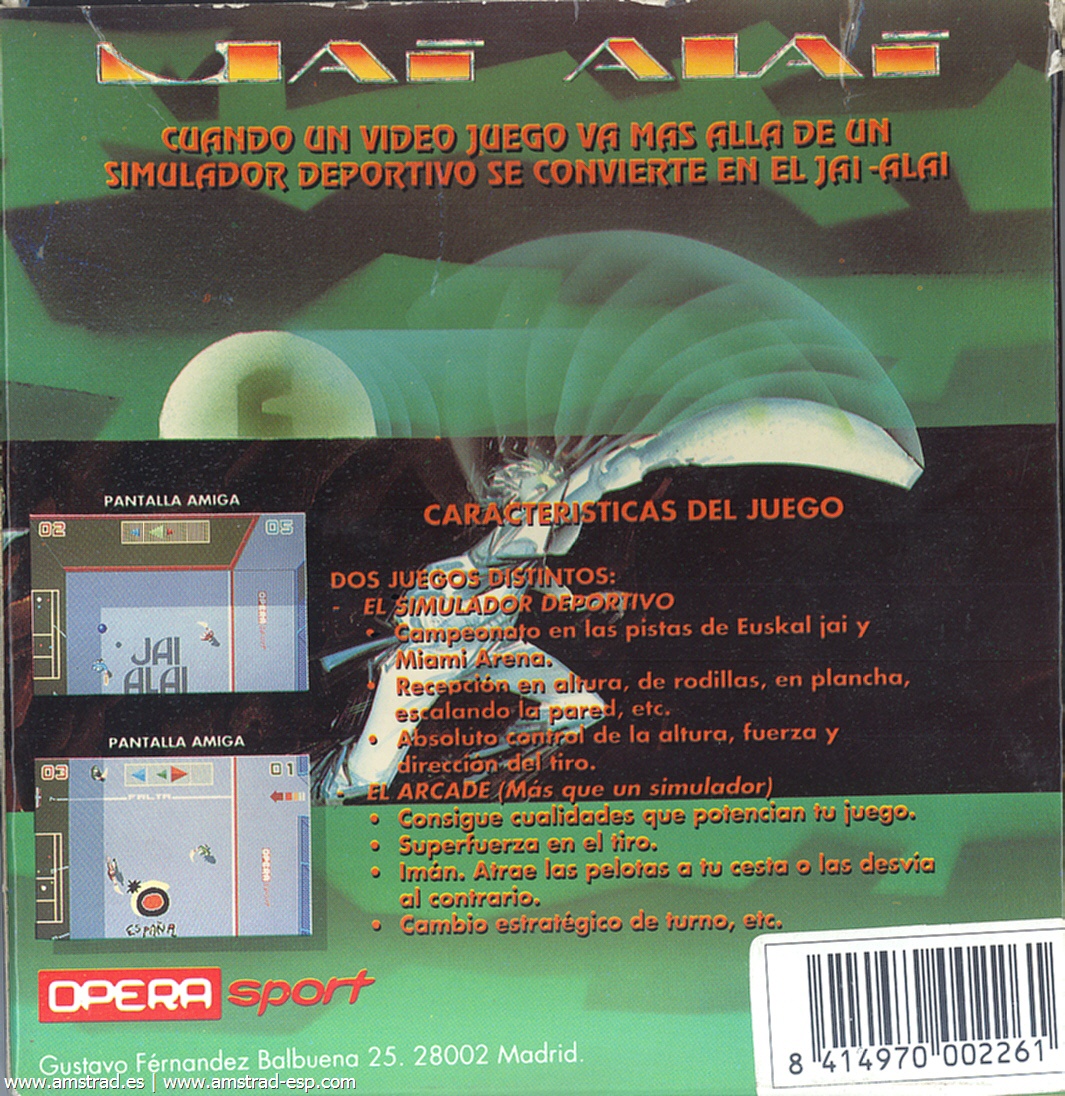 JAI ALAI
CUANDO UN VIDEO JUEGO VA MAS ALLA DE UN
SIMULADOR DEPORTIVO SE CONVIERTE EN EL JAI -ALAI
PANTALLA AMIGA
02
05
OPERA
JAI
ALAI
CARACTERISTICAS DEL JUEGO
DOS JUEGOS DISTINTOS:
- EL SIMULADOR DEPORTIVO
• Campeonato en las pistas de Euskal jai y
Miami Arena.
• Recepción en altura, de rodillas, en plancha,
escalando la pared, etc.
• Absoluto control de la altura, fuerza y
dirección del tiro.
- EL ARCADE (Más que un simulador)
• Consigue cualidades que potencian tu juego.
• Superfuerza en el tiro.
• Imán. Atrae las pelotas a tu cesta o las desvía
al contrario.
• Cambio estratégico de turno, etc.
PANTALLA AMIGA
03
01
FALTA
OPERA
ESPAÑA
OPERA sport
Gustavo Férnandez Balbuena 25. 28002 Madrid.
8 414970 002261
www.amstrad.es | www.amstrad-esp.com